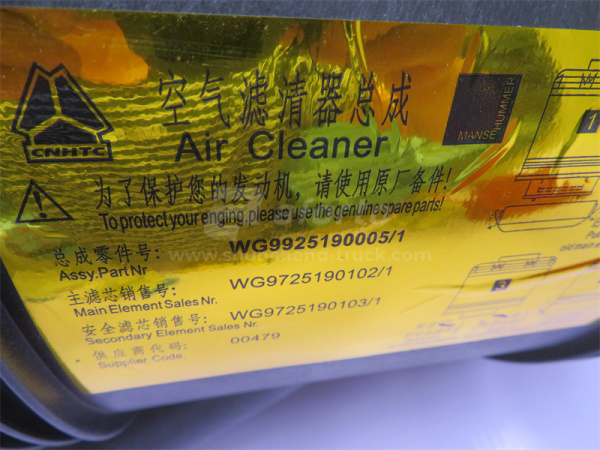 CNHTC
空气滤清器总成
Air Cleaner
MANSE HUMMER
1
为了保护您的发动机，请使用原厂备件！
To protect your enging,please use the genuine spare parts!
总成零件号： WG9925190005/1
Assy.Part Nr
主滤芯销售号： WG9725190102/1
Main Element Sales Nr.
安全滤芯销售号： WG9725190103/1
Secondary Element Sales Nr.
供应商代码： 00479
Supplier Code.
3